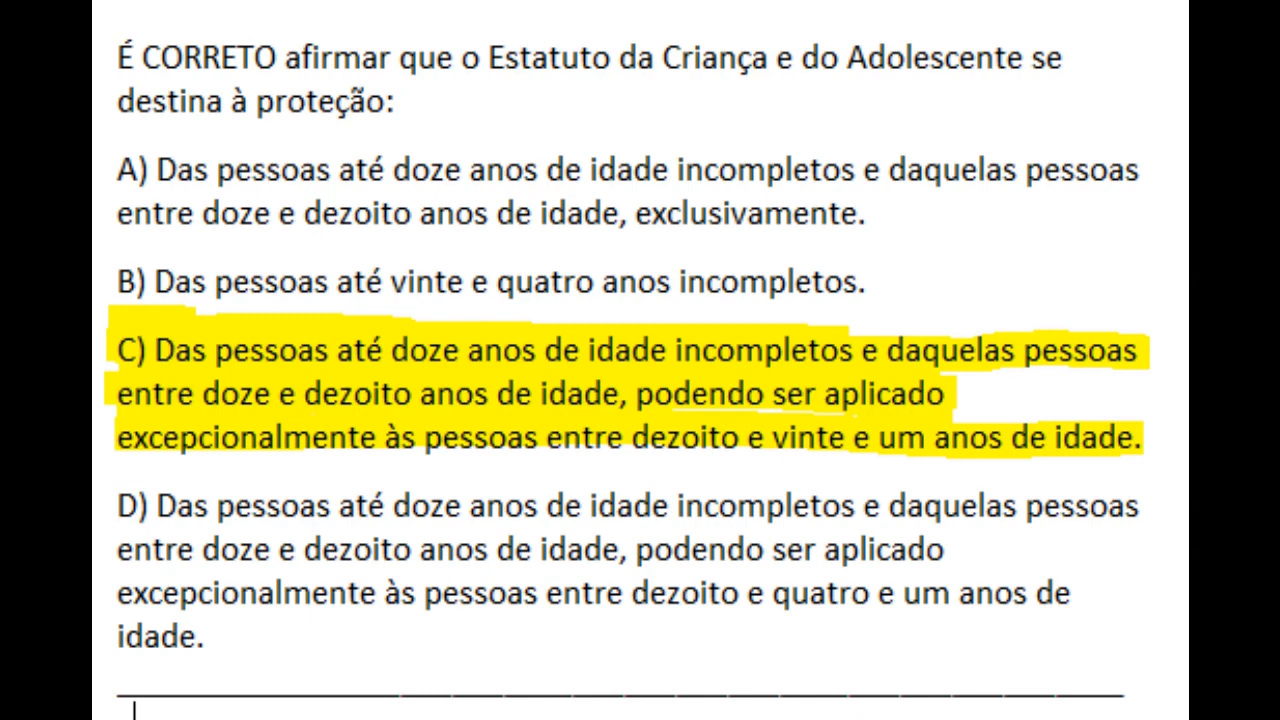 É CORRETO afirmar que o Estatuto da Criança e do Adolescente se
destina à proteção:
A) Das pessoas até doze anos de idade incompletos e daquelas pessoas
entre doze e dezoito anos de idade, exclusivamente.
B) Das pessoas até vinte e quatro anos incompletos.
C) Das pessoas até doze anos de idade incompletos e daquelas pessoas
entre doze e dezoito anos de idade, podendo ser aplicado
excepcionalmente às pessoas entre dezoito e vinte e um anos de idade.
D) Das pessoas até doze anos de idade incompletos e daquelas pessoas
entre doze e dezoito anos de idade, podendo ser aplicado
excepcionalmente às pessoas entre dezoito e quatro e um anos de
idade.